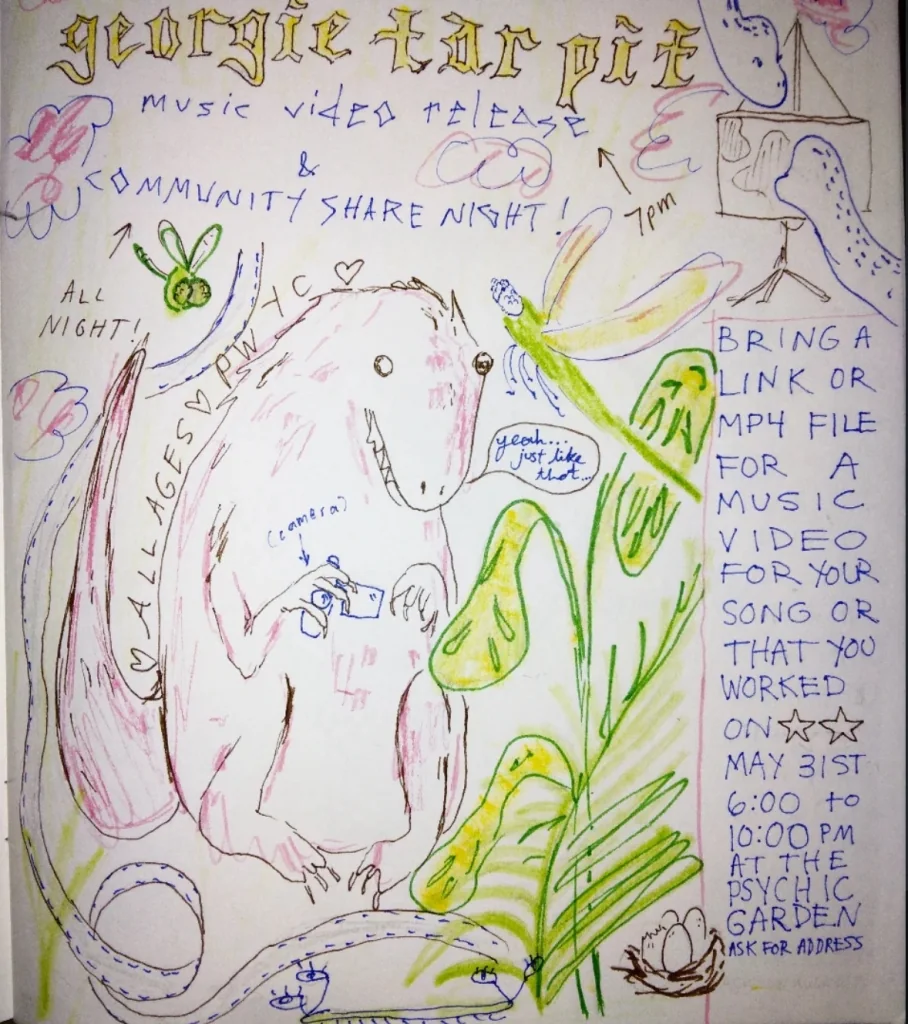 georgie tar pit
music video release
&
COMMUNITY SHARE NIGHT!
7pm
ALL
NIGHT!
♡ ALL AGES ♡ PWYC ♡
yeah...
just like
that...
(camera)
BRING A
LINK OR
MP4 FILE
FOR A
MUSIC
VIDEO
FOR YOUR
SONG OR
THAT YOU
WORKED
ON ☆☆
MAY 31ST
6:00 to
10:00 PM
AT THE
PSYCHIC
GARDEN
ASK FOR ADDRESS